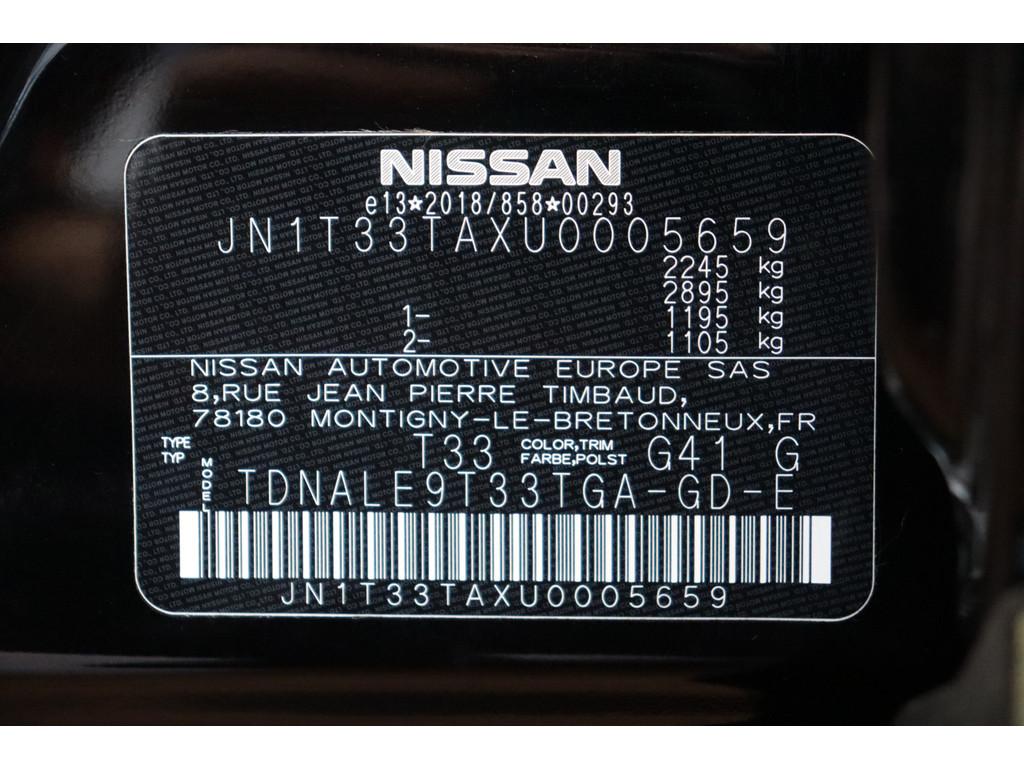 NISSAN
e13★2018/858★00293
JN1T33TAXU0005659
2245 kg
2895 kg
1- 1195 kg
2- 1105 kg
NISSAN AUTOMOTIVE EUROPE SAS
8,RUE JEAN PIERRE TIMBAUD,
78180 MONTIGNY-LE-BRETONNEUX,FR
TYPE T33 COLOR,TRIM G41 G
TYP FARBE,POLST
MODEL TDNALE9T33TGA-GD-E
JN1T33TAXU0005659